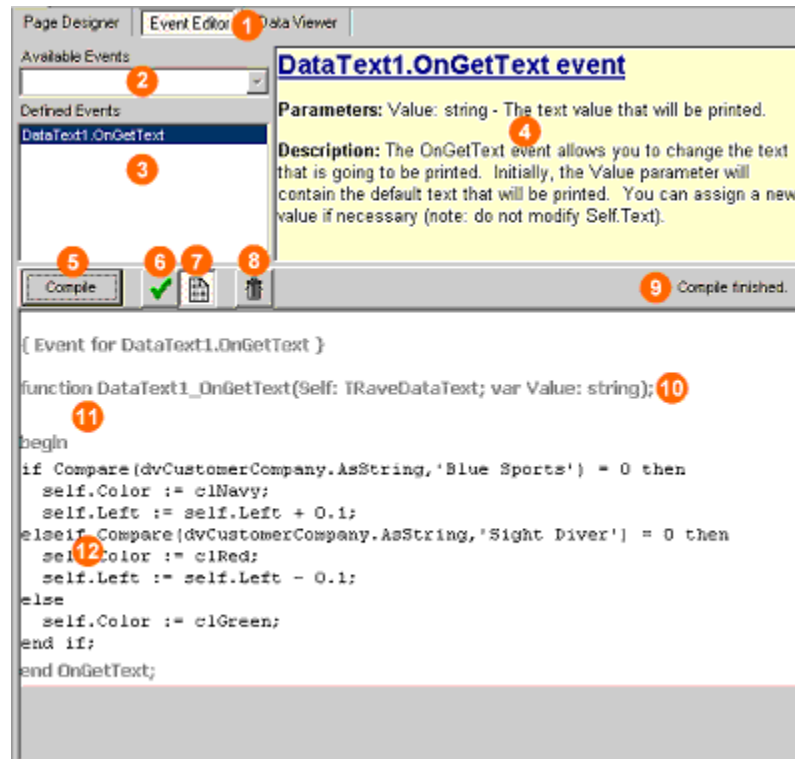 Page Designer Event Editor 1 Data Viewer
Available Events
2
Defined Events
DataText1.OnGetText
3
DataText1.OnGetText event
Parameters: Value: string - The text value that will be printed.
4
Description: The OnGetText event allows you to change the text
that is going to be printed. Initially, the Value parameter will
contain the default text that will be printed. You can assign a new
value if necessary (note: do not modify Self.Text).
5 6 7 8
Compile 9 Compile finished.
{ Event for DataText1.OnGetText }
function DataText1_OnGetText(Self: TRaveDataText; var Value: string); 10
11
begin
if Compare(dvCustomerCompany.AsString,'Blue Sports') = 0 then
self.Color := clNavy;
self.Left := self.Left + 0.1;
elseif Compare(dvCustomerCompany.AsString,'Sight Diver') = 0 then
12
self.Color := clRed;
self.Left := self.Left - 0.1;
else
self.Color := clGreen;
end if;
end OnGetText;